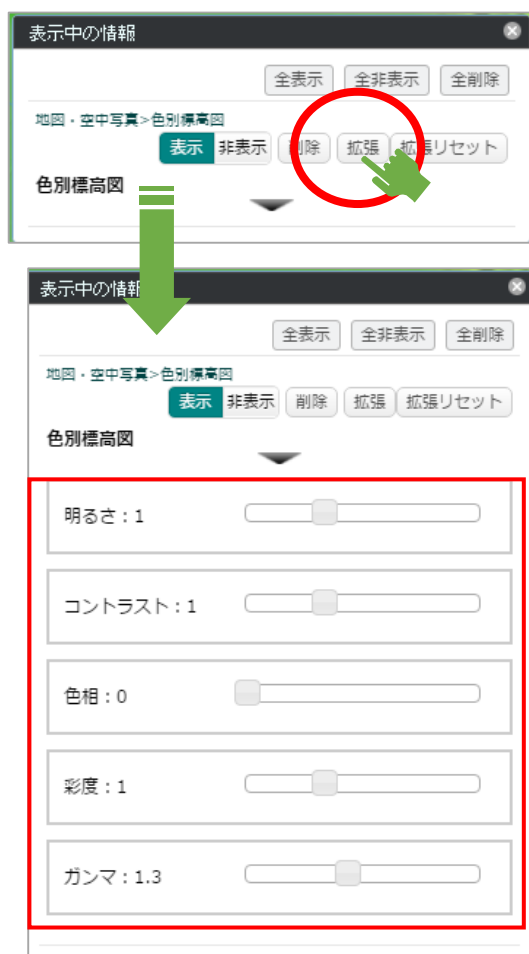 表示中の情報
全表示 全非表示 全削除
地図・空中写真>色別標高図
表示 非表示 削除 拡張 拡張リセット
色別標高図
表示中の情報
全表示 全非表示 全削除
地図・空中写真>色別標高図
表示 非表示 削除 拡張 拡張リセット
色別標高図
明るさ：1
コントラスト：1
色相：0
彩度：1
ガンマ：1.3